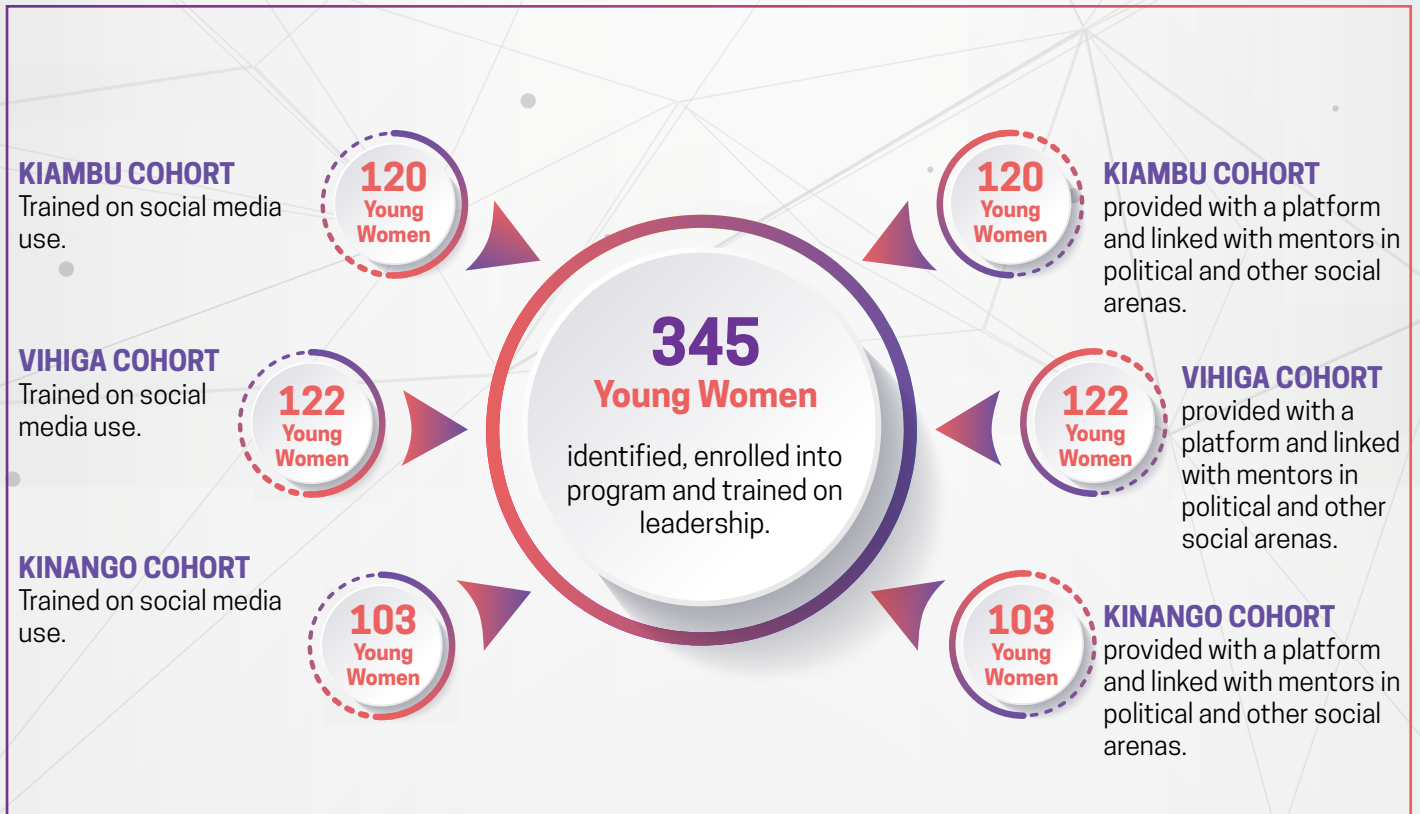 KIAMBU COHORT
Trained on social media
use.
120
Young
Women
VIHIGA COHORT
Trained on social
media use.
122
Young
Women
KINANGO COHORT
Trained on social media
use.
103
Young
Women
345
Young Women
identified, enrolled into
program and trained on
leadership.
120
Young
Women
KIAMBU COHORT
provided with a platform
and linked with mentors in
political and other social
arenas.
122
Young
Women
VIHIGA COHORT
provided with a
platform and linked
with mentors in
political and other
social arenas.
103
Young
Women
KINANGO COHORT
provided with a platform
and linked with mentors in
political and other social
arenas.